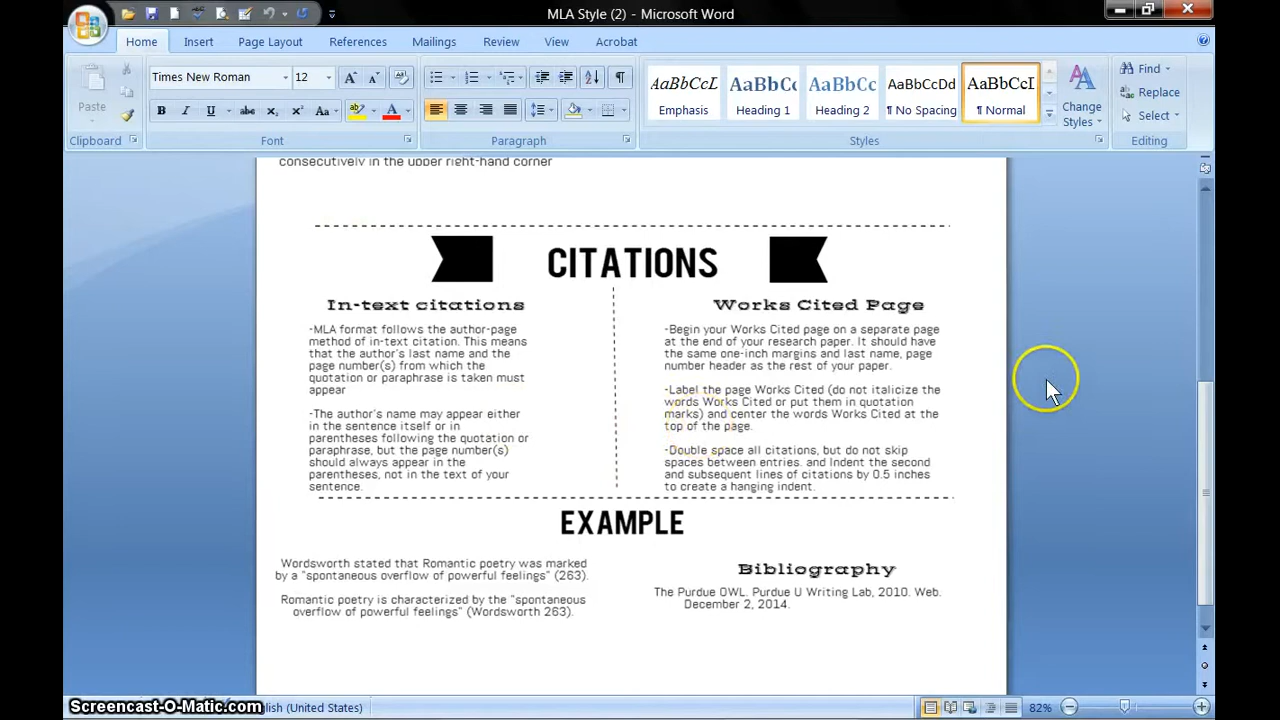 MLA Style (2) - Microsoft Word
Home Insert Page Layout References Mailings Review View Acrobat
Paste
Clipboard
Times New Roman 12
B I U abc x₂ x² Aa A
Font
Paragraph
AaBbCcL AaBbCc AaBbCc AaBbCcDd AaBbCcI
Emphasis Heading 1 Heading 2 ¶ No Spacing ¶ Normal
Change Styles
Styles
Find
Replace
Select
Editing
consecutively in the upper right-hand corner
CITATIONS
In-text citations
-MLA format follows the author-page
method of in-text citation. This means
that the author's last name and the
page number(s) from which the
quotation or paraphrase is taken must
appear
-The author's name may appear either
in the sentence itself or in
parentheses following the quotation or
paraphrase, but the page number(s)
should always appear in the
parentheses, not in the text of your
sentence.
Works Cited Page
-Begin your Works Cited page on a separate page
at the end of your research paper. It should have
the same one-inch margins and last name, page
number header as the rest of your paper.
-Label the page Works Cited (do not italicize the
words Works Cited or put them in quotation
marks) and center the words Works Cited at the
top of the page.
-Double space all citations, but do not skip
spaces between entries. and Indent the second
and subsequent lines of citations by 0.5 inches
to create a hanging indent.
EXAMPLE
Wordsworth stated that Romantic poetry was marked
by a "spontaneous overflow of powerful feelings" (263).
Romantic poetry is characterized by the "spontaneous
overflow of powerful feelings" (Wordsworth 263).
Bibliography
The Purdue OWL. Purdue U Writing Lab, 2010. Web.
December 2, 2014.
Screencast-O-Matic.com
glish (United States)
82%